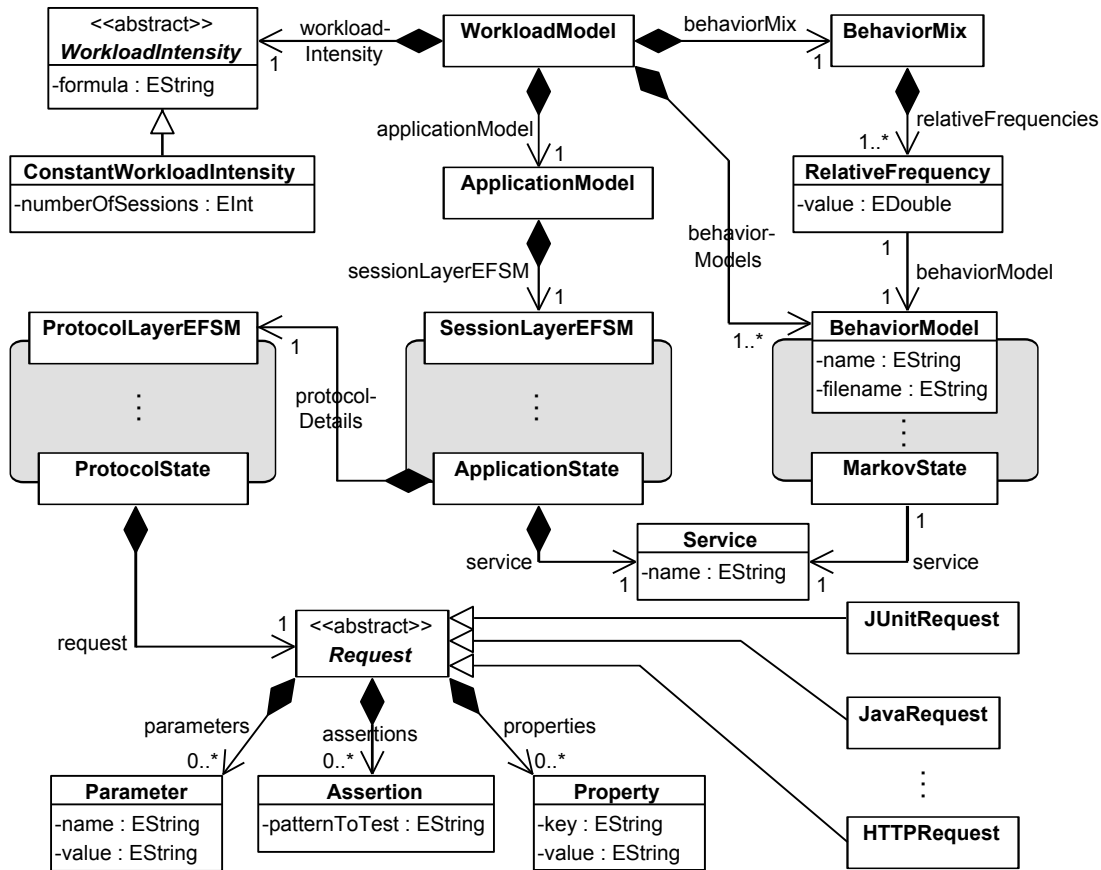 <<abstract>>
WorkloadIntensity
-formula : EString
workload-
Intensity
1
WorkloadModel
behaviorMix
1
BehaviorMix
applicationModel
1
relativeFrequencies
1..*
ConstantWorkloadIntensity
-numberOfSessions : EInt
ApplicationModel
RelativeFrequency
-value : EDouble
sessionLayerEFSM
1
behavior-
Models
1..*
1
behaviorModel
1
ProtocolLayerEFSM
1
SessionLayerEFSM
BehaviorModel
-name : EString
-filename : EString
⋮
protocol-
Details
⋮
⋮
ProtocolState
ApplicationState
MarkovState
service
1
Service
-name : EString
1
1
service
request
1
<<abstract>>
Request
JUnitRequest
parameters
0..*
assertions
0..*
properties
0..*
JavaRequest
⋮
Parameter
-name : EString
-value : EString
Assertion
-patternToTest : EString
Property
-key : EString
-value : EString
HTTPRequest